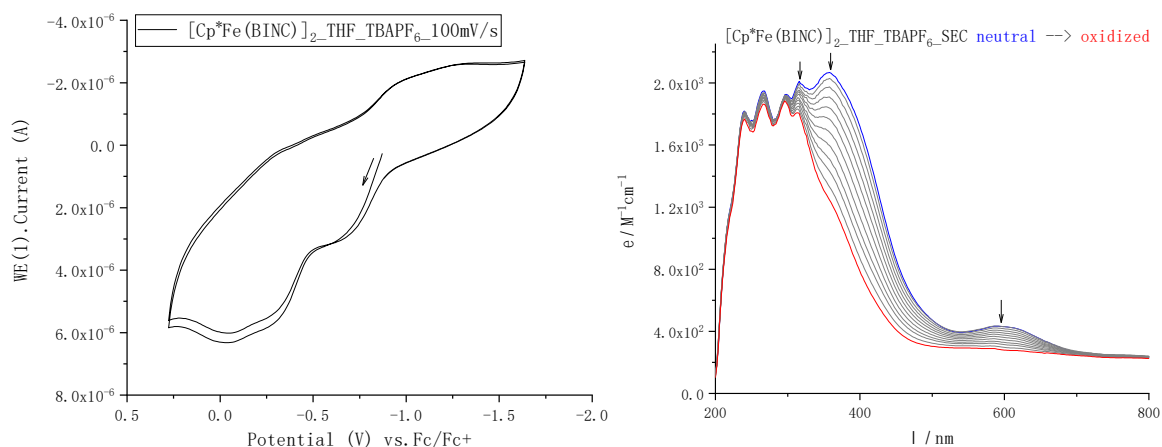 [Cp*Fe(BINC)]2_THF_TBAPF6_100mV/s
WE(1).Current (A)
-4.0x10-6
-2.0x10-6
0.0
2.0x10-6
4.0x10-6
6.0x10-6
8.0x10-6
0.5
0.0
-0.5
-1.0
-1.5
-2.0
Potential (V) vs.Fc/Fc+
[Cp*Fe(BINC)]2_THF_TBAPF6_SEC neutral --> oxidized
e / M-1cm-1
2.0x103
1.6x103
1.2x103
8.0x102
4.0x102
0.0
200
400
600
800
l / nm